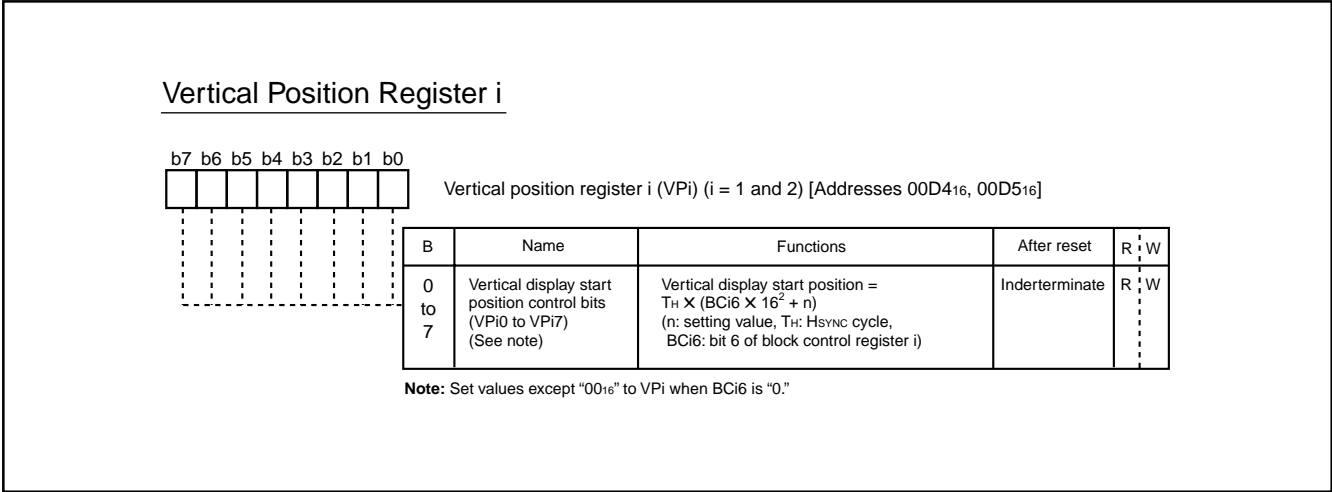 Vertical Position Register i
b7 b6 b5 b4 b3 b2 b1 b0
Vertical position register i (VPi) (i = 1 and 2) [Addresses 00D4₁₆, 00D5₁₆]
B Name Functions After reset R W
0 to 7
Vertical display start
position control bits
(VPi0 to VPi7)
(See note)
Vertical display start position =
TH X (BCi6 X 16² + n)
(n: setting value, TH: HSYNC cycle,
BCi6: bit 6 of block control register i)
Inderterminate R W
Note: Set values except “00₁₆” to VPi when BCi6 is “0.”